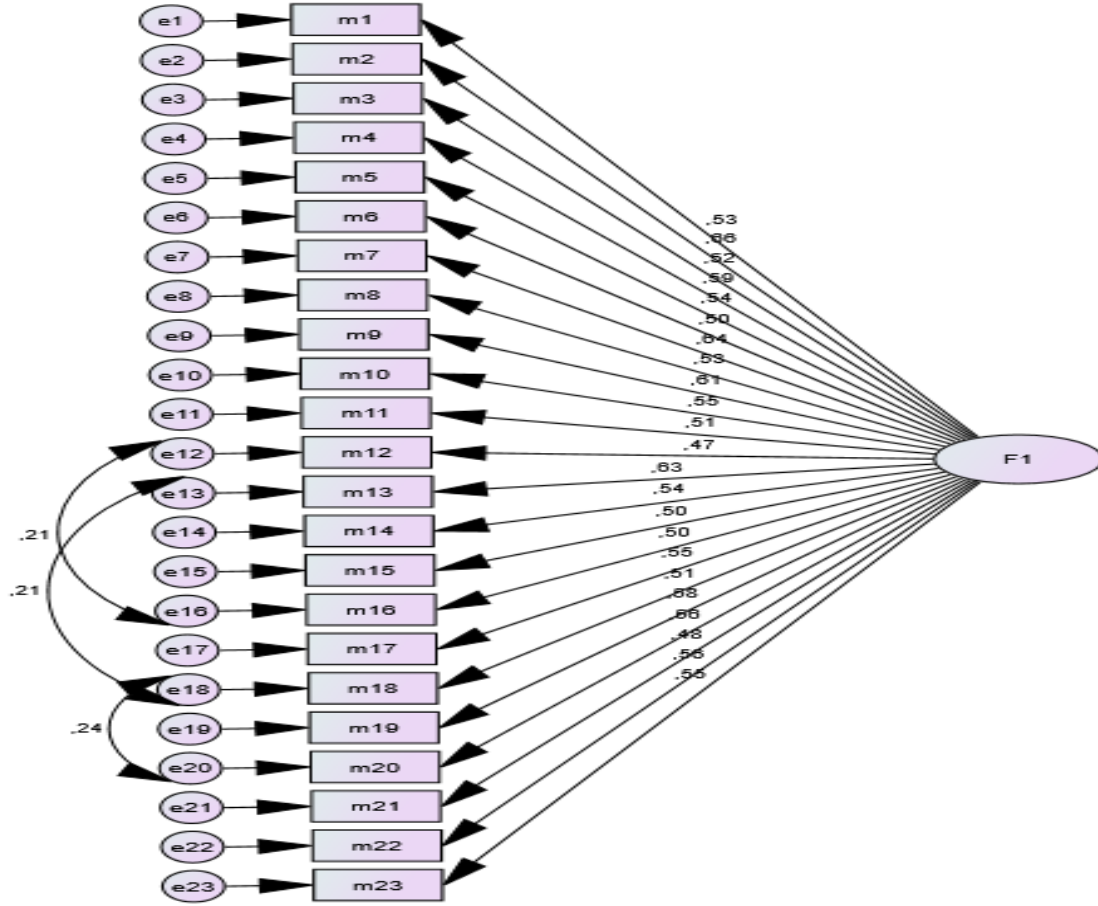 e1 m1
e2 m2
e3 m3
e4 m4
e5 m5
e6 m6
.53
.66
e7 m7
.52
.59
e8 m8
.54
.50
e9 m9
.64
.53
e10 m10
.61
.55
e11 m11
.51
e12 m12
.47
F1
.63
e13 m13
.54
.50
e14 m14
.21
.50
e15 m15
.55
.51
.21
e16 m16
.56
e17 m17
.48
.56
e18 m18
.55
e19 m19
.24
e20 m20
e21 m21
e22 m22
e23 m23